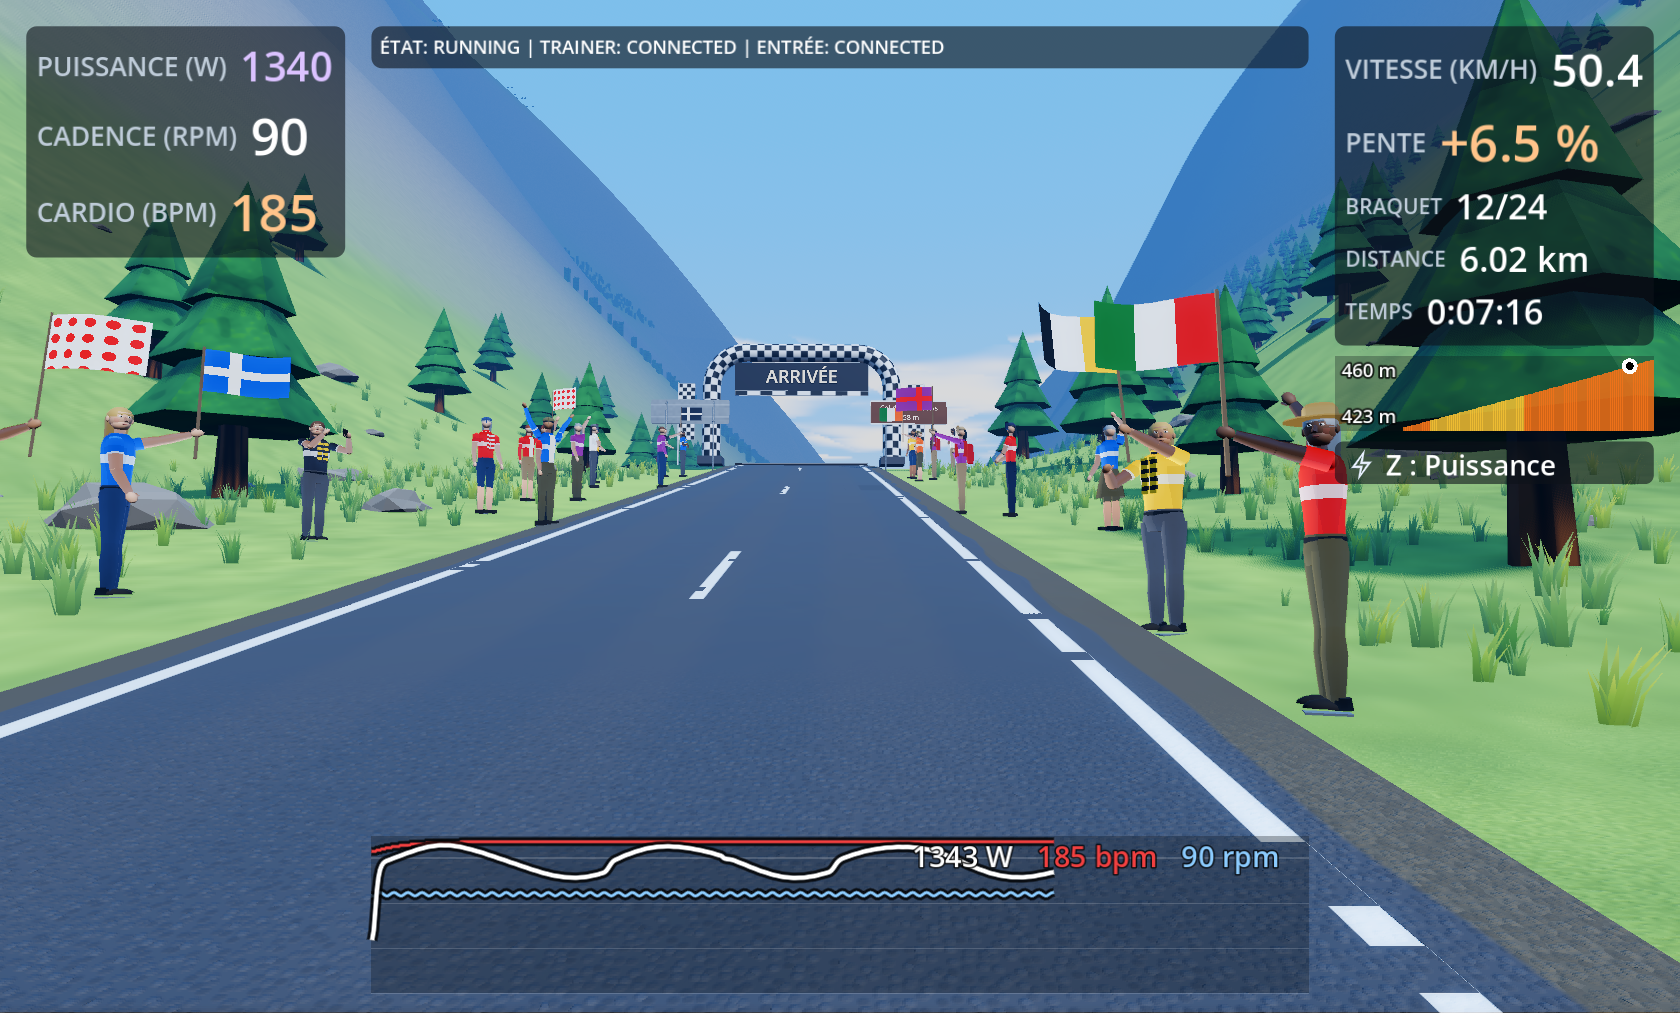 PUISSANCE (W) 1340
CADENCE (RPM) 90
CARDIO (BPM) 185
ÉTAT: RUNNING | TRAINER: CONNECTED | ENTRÉE: CONNECTED
VITESSE (KM/H) 50.4
PENTE +6.5 %
BRAQUET 12/24
DISTANCE 6.02 km
TEMPS 0:07:16
460 m
423 m
Z : Puissance
ARRIVÉE
1343 W 185 bpm 90 rpm